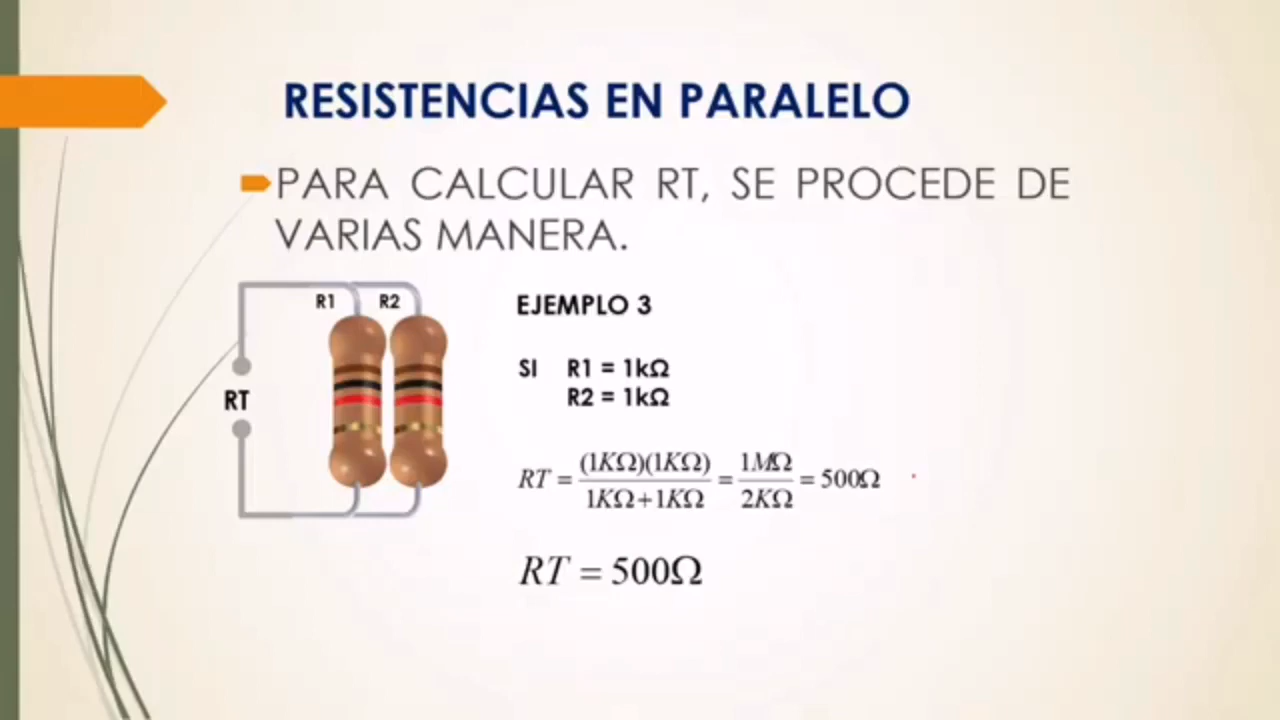 RESISTENCIAS EN PARALELO
PARA CALCULAR RT, SE PROCEDE DE
VARIAS MANERA.
R1 R2
RT
EJEMPLO 3
SI R1 = 1kΩ
R2 = 1kΩ
RT = (1KΩ)(1KΩ) / 1KΩ+1KΩ = 1MΩ / 2KΩ = 500Ω
RT = 500Ω